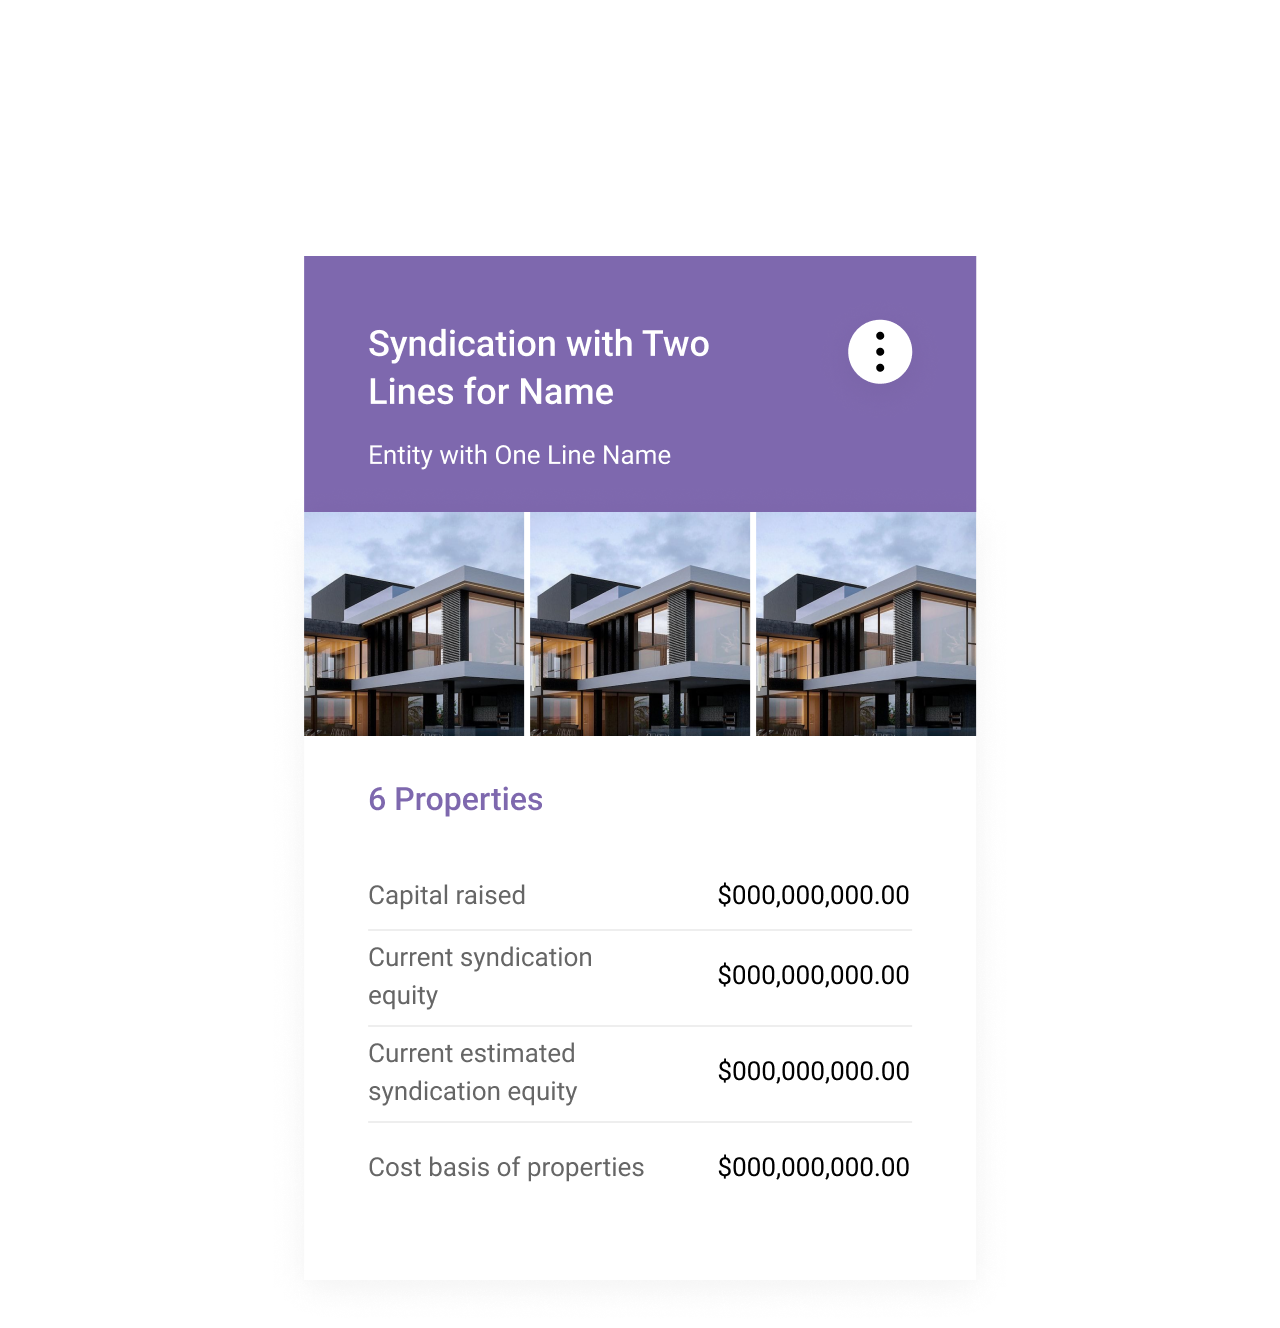 Syndication with Two
Lines for Name
Entity with One Line Name
6 Properties
Capital raised $000,000,000.00
Current syndication
equity $000,000,000.00
Current estimated
syndication equity $000,000,000.00
Cost basis of properties $000,000,000.00